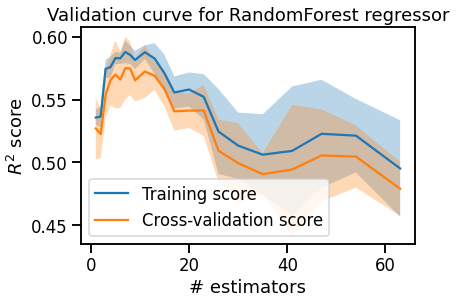 Validation curve for RandomForest regressor
0.60
0.55
0.50
0.45
R² score
Training score
Cross-validation score
0 20 40 60
# estimators